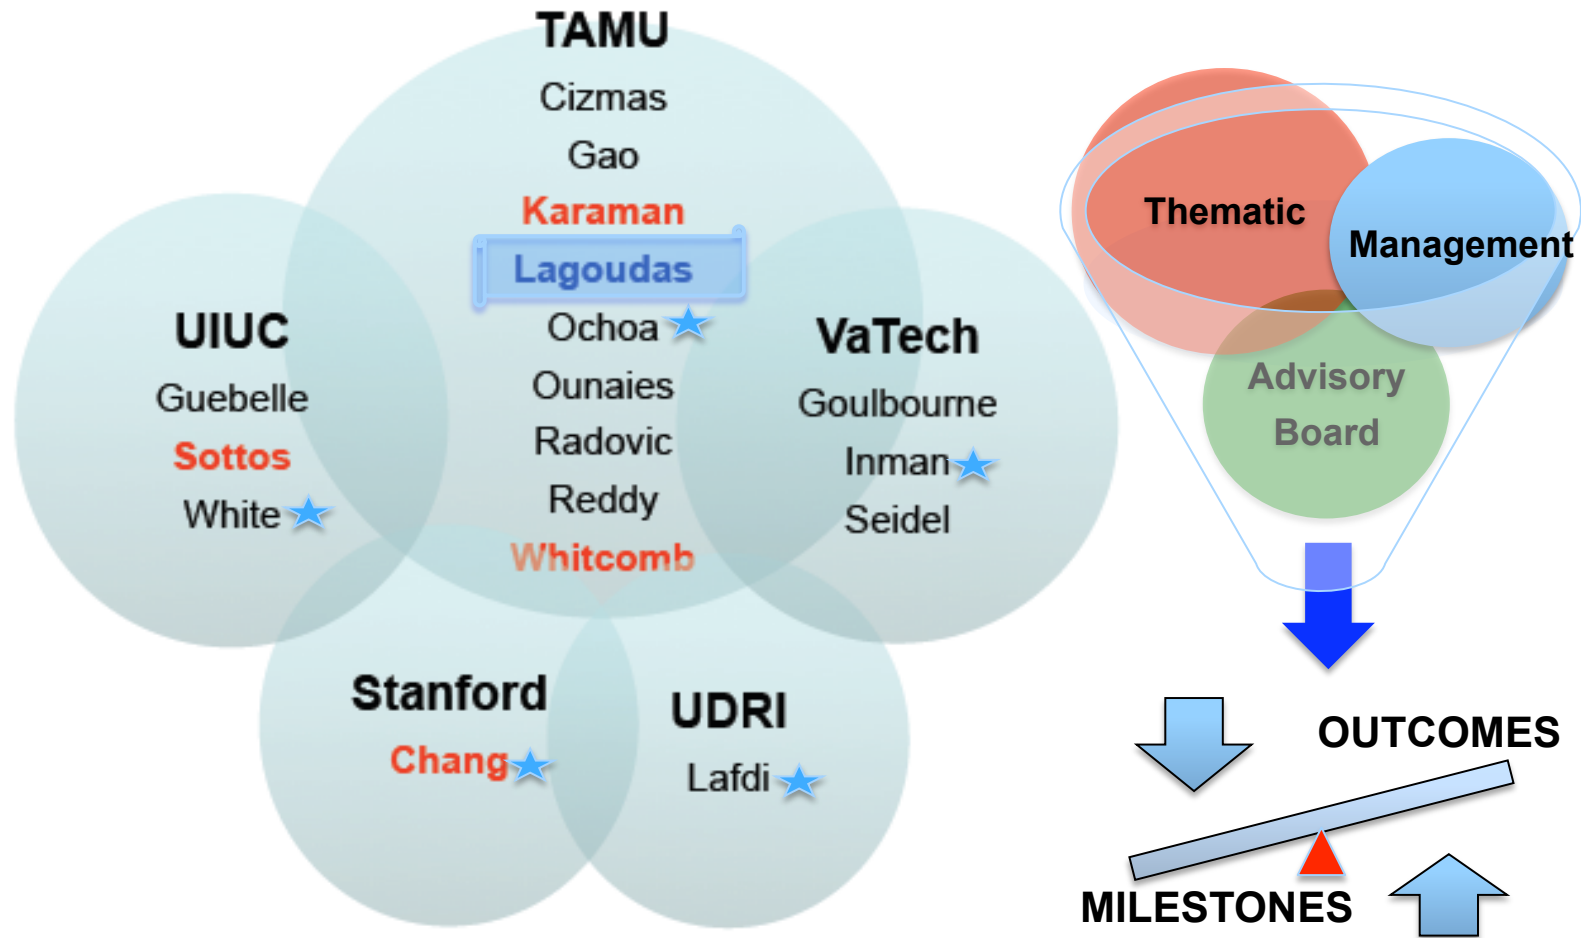 TAMU
Cizmas
Gao
Karaman
Lagoudas
Ochoa
Ounaies
Radovic
Reddy
Whitcomb
UIUC
Guebelle
Sottos
White
VaTech
Goulbourne
Inman
Seidel
Stanford
Chang
UDRI
Lafdi
Thematic
Management
Advisory
Board
OUTCOMES
MILESTONES